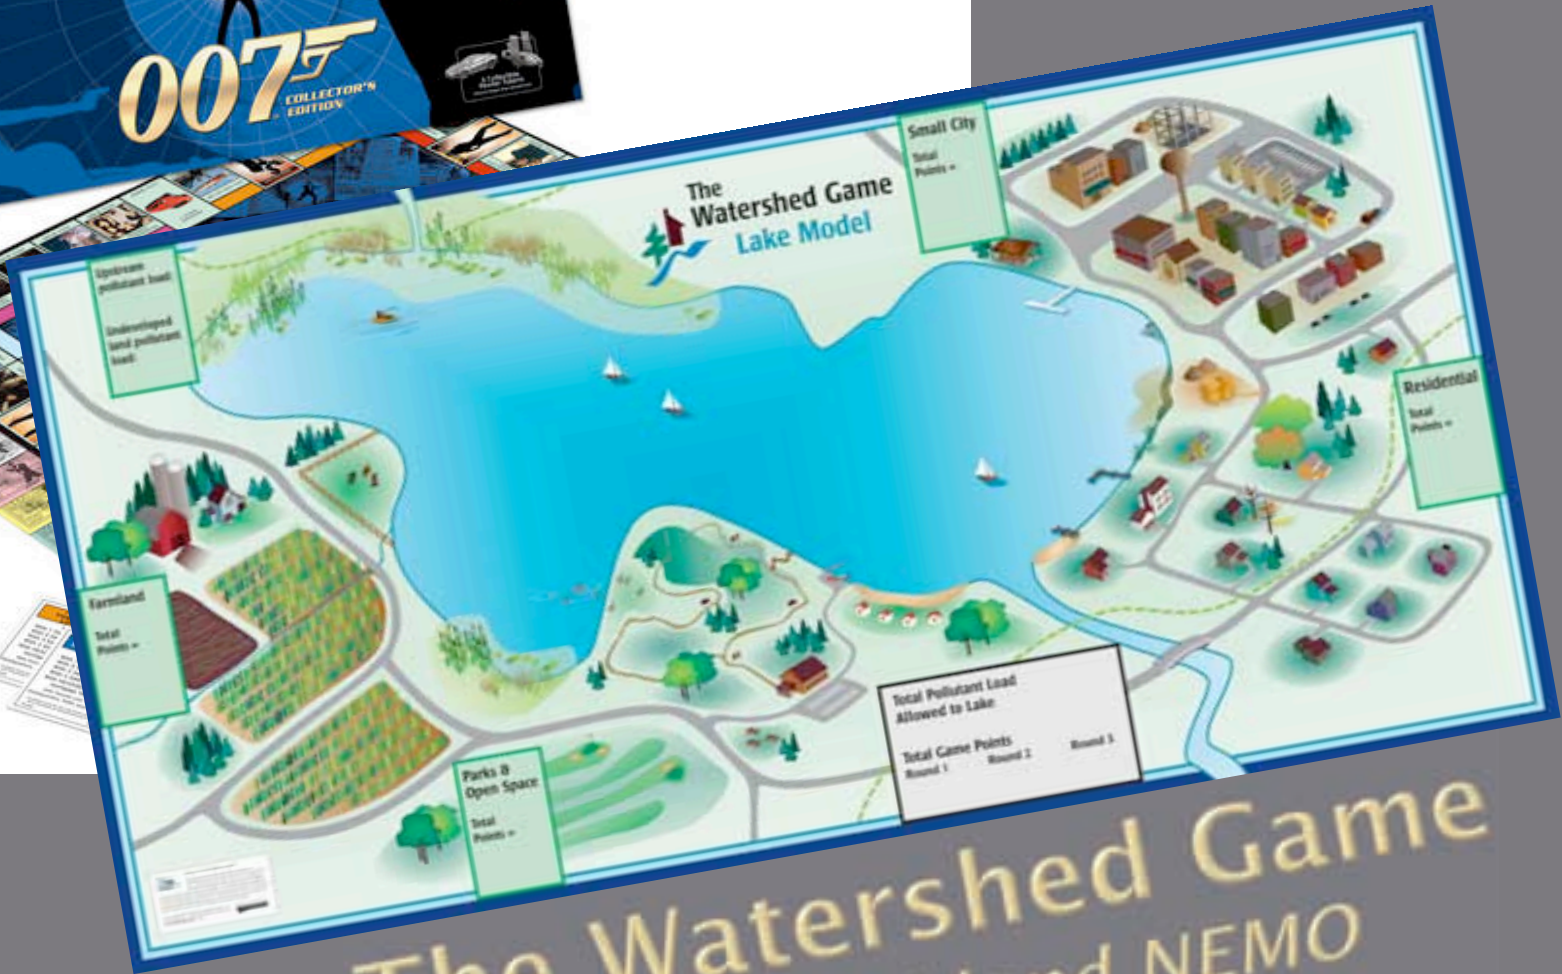 007
COLLECTOR'S
EDITION
The
Watershed Game
Lake Model
Small City
Total
Points =
Upstream
pollutant load:
Undeveloped
land pollutant
load:
Residential
Total
Points =
Farmland
Total
Points =
Total Pollutant Load
Allowed to Lake
Total Game Points
Round 1 Round 2 Round 3
Parks &
Open Space
Total
Points =
The Watershed Game
and NEMO